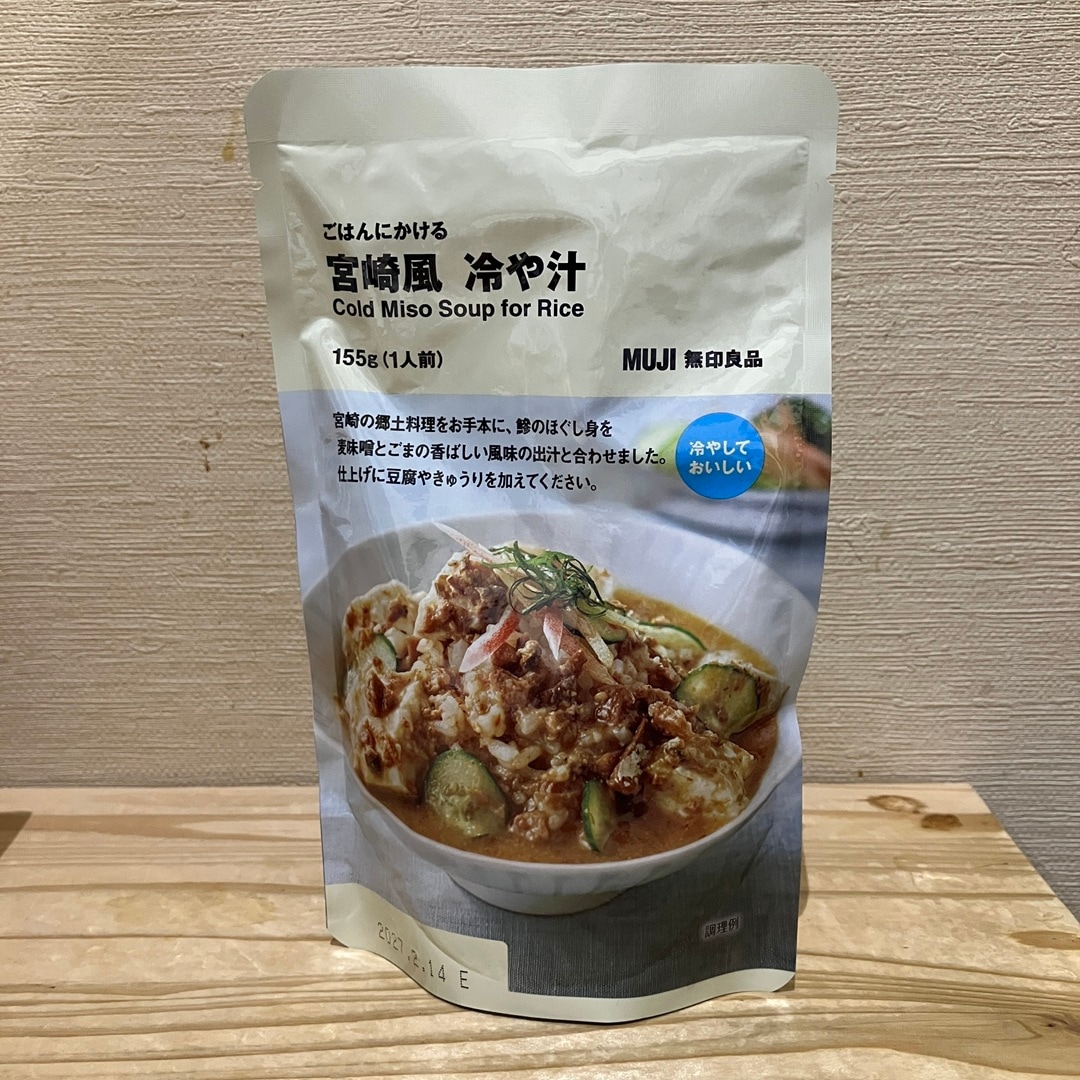 ごはんにかける
宮崎風 冷や汁
Cold Miso Soup for Rice
155g(1人前)
MUJI 無印良品
宮崎の郷土料理をお手本に、鯵のほぐし身を
麦味噌とごまの香ばしい風味の出汁と合わせました。
仕上げに豆腐やきゅうりを加えてください。
冷やして
おいしい
調理例
2027.2.14 E